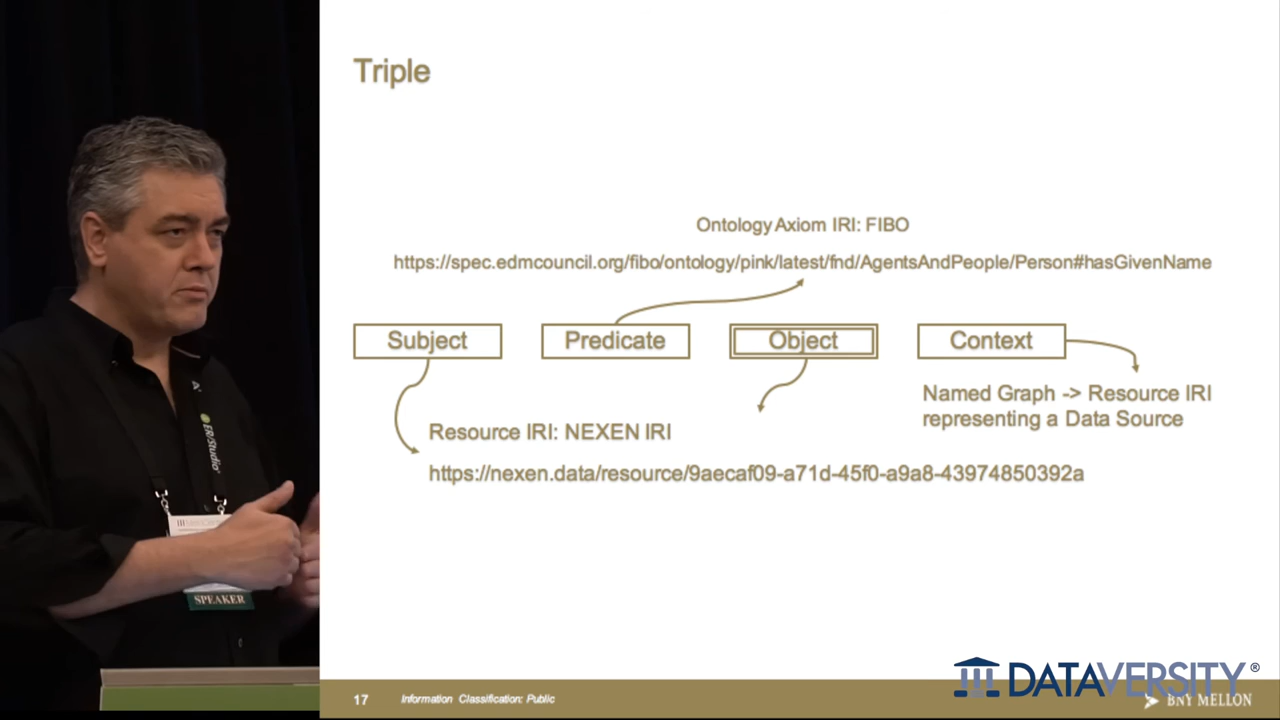 Triple
Ontology Axiom IRI: FIBO
https://spec.edmcouncil.org/fibo/ontology/pink/latest/fnd/AgentsAndPeople/Person#hasGivenName
Subject
Predicate
Object
Context
Named Graph -> Resource IRI
representing a Data Source
Resource IRI: NEXEN IRI
https://nexen.data/resource/9aecaf09-a71d-45f0-a9a8-43974850392a
ER/Studio
SPEAKER
17
Information Classification: Public
DATAVERSITY®
BNY MELLON